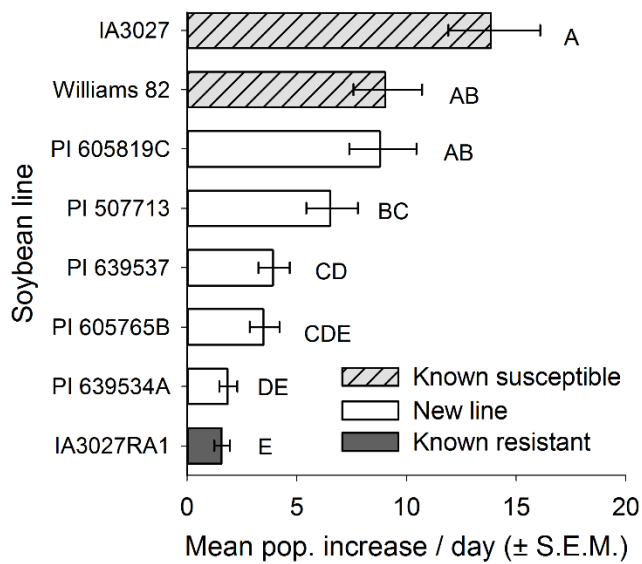 Soybean line
IA3027
A
Williams 82
AB
PI 605819C
AB
PI 507713
BC
PI 639537
CD
PI 605765B
CDE
PI 639534A
DE
IA3027RA1
E
Known susceptible
New line
Known resistant
0 5 10 15 20
Mean pop. increase / day (± S.E.M.)